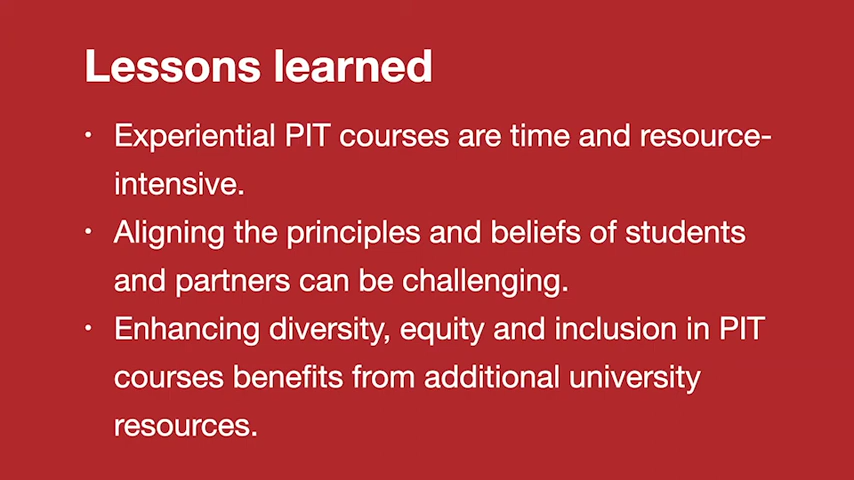 Lessons learned
• Experiential PIT courses are time and resource-
intensive.
• Aligning the principles and beliefs of students
and partners can be challenging.
• Enhancing diversity, equity and inclusion in PIT
courses benefits from additional university
resources.